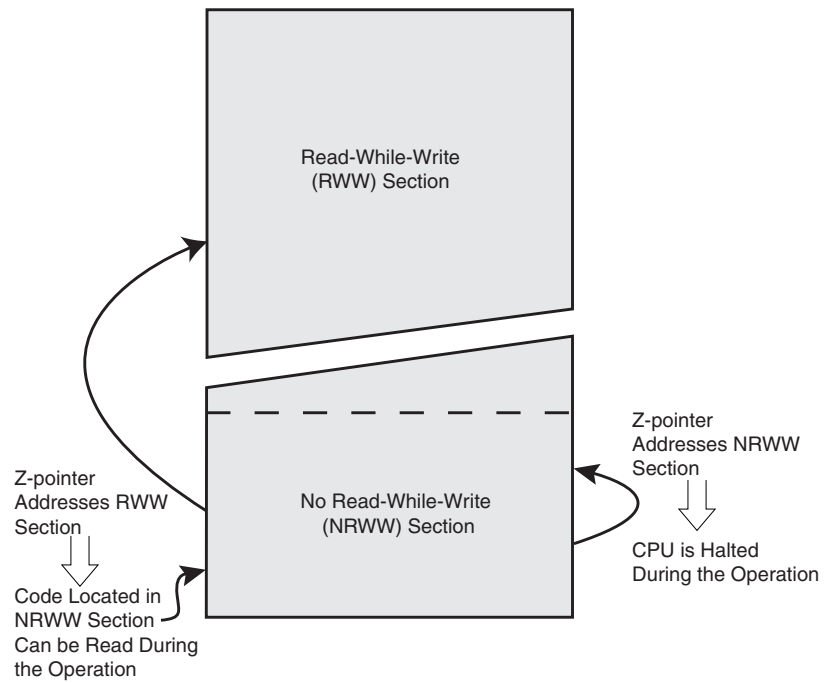 Read-While-Write
(RWW) Section
Z-pointer
Addresses NRWW
Section
CPU is Halted
During the Operation
No Read-While-Write
(NRWW) Section
Z-pointer
Addresses RWW
Section
Code Located in
NRWW Section
Can be Read During
the Operation